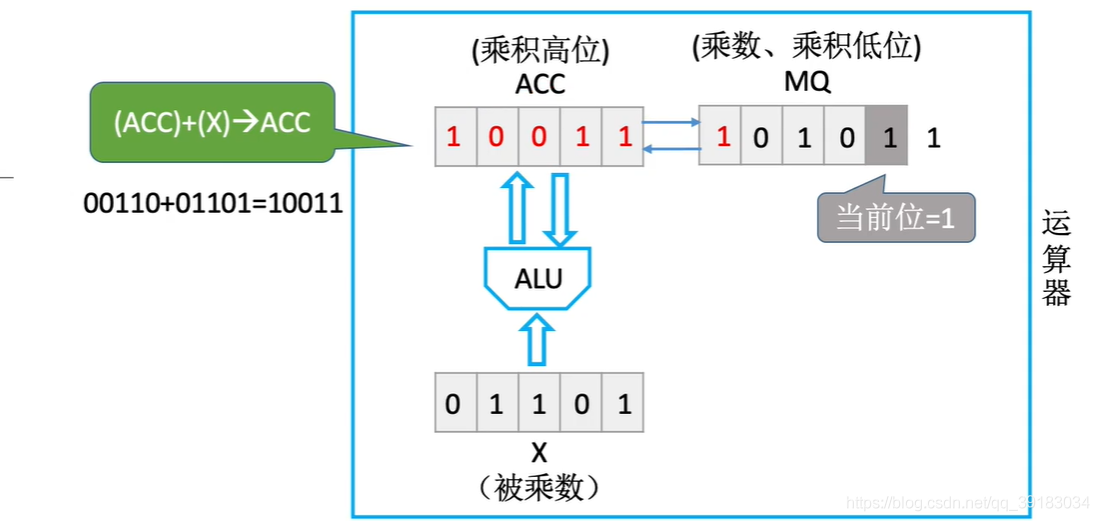 (乘积高位)
ACC
(乘数、乘积低位)
MQ
(ACC)+(X)→ACC
00110+01101=10011
1 0 0 1 1
1 0 1 0 1 1
当前位=1
ALU
0 1 1 0 1
X
（被乘数）
运算器
https://blog.csdn.net/qq_39183034